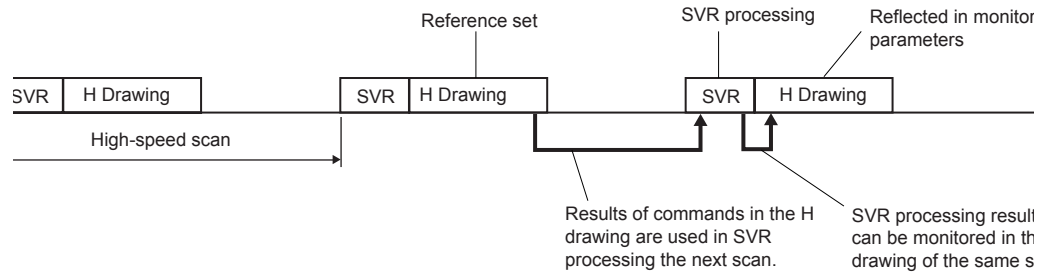 Reference set
SVR processing
Reflected in monitor
parameters
SVR
H Drawing
SVR
H Drawing
SVR
H Drawing
High-speed scan
Results of commands in the H
drawing are used in SVR
processing the next scan.
SVR processing result
can be monitored in th
drawing of the same s